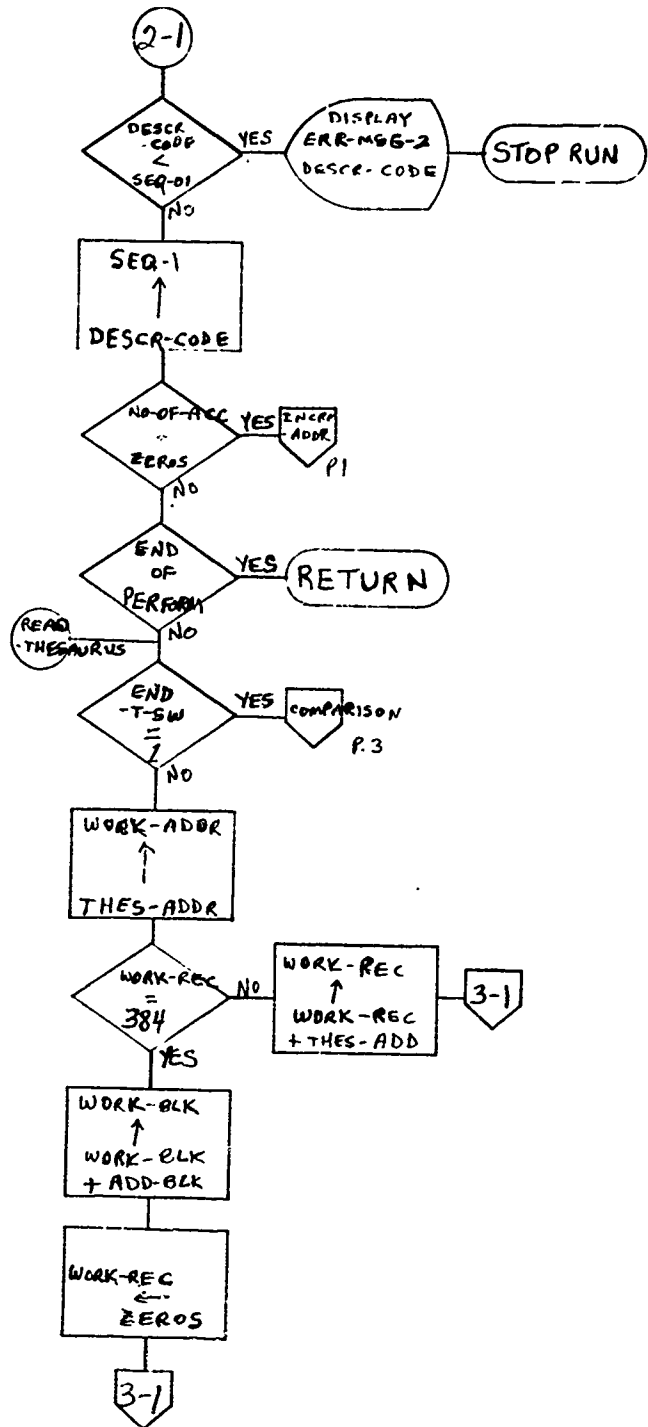 2-1
DESCR
-CODE
<
SEQ-01
YES
DISPLAY
ERR-MSG-2
DESCR-CODE
STOP RUN
NO
SEQ-1
↑
DESCR-CODE
NO-OF-ACC
=
ZEROS
YES
INCRM
ADDR
P1
NO
END
OF
PERFORM
YES
RETURN
NO
READ
-THESAURUS
END
-T-SW
=
1
YES
COMPARISON
P.3
NO
WORK-ADDR
↑
THES-ADDR
WORK-REC
=
384
NO
WORK-REC
↑
WORK-REC
+ THES-ADD
3-1
YES
WORK-BLK
↑
WORK-BLK
+ ADD-BLK
WORK-REC
←
ZEROS
3-1